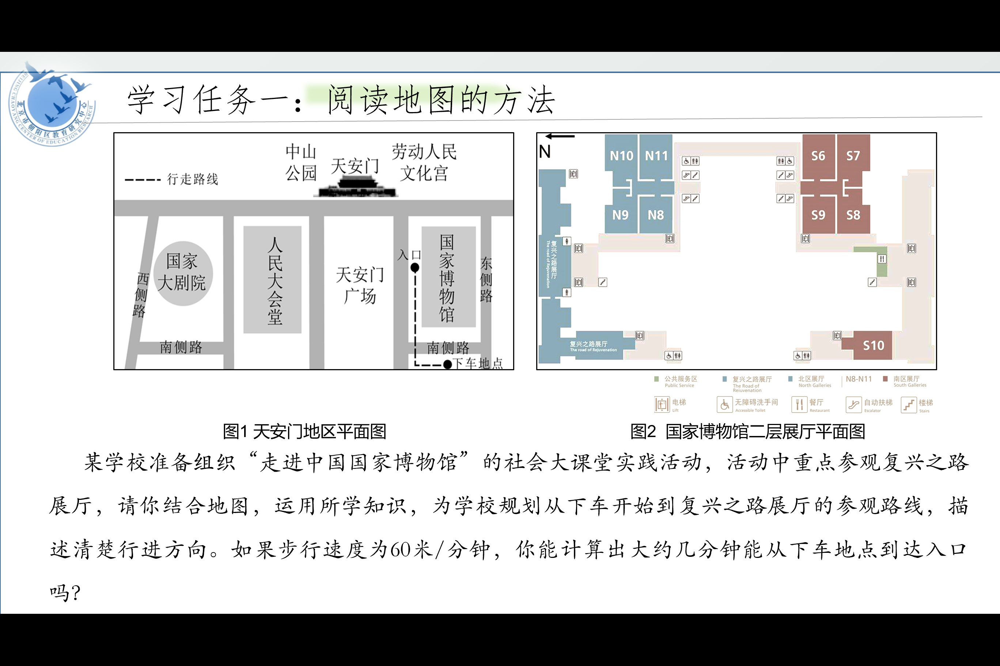 北京市朝阳区教育研究中心
BEIJING CHAOYANG CENTER OF EDUCATION RESEARCH
学习任务一：阅读地图的方法
中山
公园
天安门
劳动人民
文化宫
行走路线
国家
大剧院
人民大会堂
天安门
广场
入口
国家博物馆
西侧路
东侧路
南侧路
南侧路
下车地点
N
N10
N11
N9
N8
S6
S7
S9
S8
S10
复兴之路展厅
The road of Rejuvenation
复兴之路展厅
The road of Rejuvenation
公共服务区
Public Service
复兴之路展厅
The Road of
Reiuvenation
北区展厅
North Galleries
N8-N11
南区展厅
South Galleries
电梯
Lift
无障碍洗手间
Accessible Toilet
餐厅
Restaurant
自动扶梯
Escalator
楼梯
Stairs
图1 天安门地区平面图
图2 国家博物馆二层展厅平面图
某学校准备组织“走进中国国家博物馆”的社会大课堂实践活动，活动中重点参观复兴之路
展厅，请你结合地图，运用所学知识，为学校规划从下车开始到复兴之路展厅的参观路线，描
述清楚行进方向。如果步行速度为60米/分钟，你能计算出大约几分钟能从下车地点到达入口
吗？